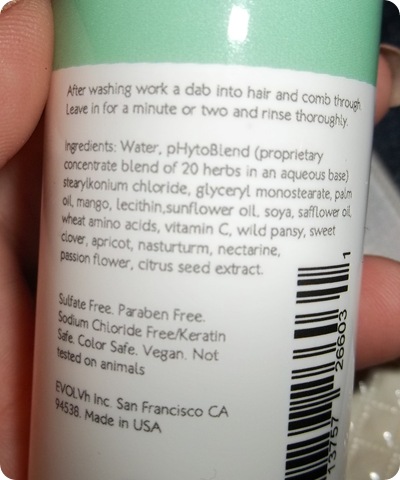 After washing work a dab into hair and comb through.
Leave in for a minute or two and rinse thoroughly.
Ingredients: Water, pHytoBlend (proprietary
concentrate blend of 20 herbs in an aqueous base)
stearylkonium chloride, glyceryl monostearate, palm
oil, mango, lecithin,sunflower oil, soya, safflower oil,
wheat amino acids, vitamin C, wild pansy, sweet
clover, apricot, nasturturm, nectarine,
passion flower, citrus seed extract.
Sulfate Free. Paraben Free.
Sodium Chloride Free/Keratin
Safe. Color Safe. Vegan. Not
tested on animals
EVOLVh Inc. San Francisco CA
94538. Made in USA
13757 26603 1